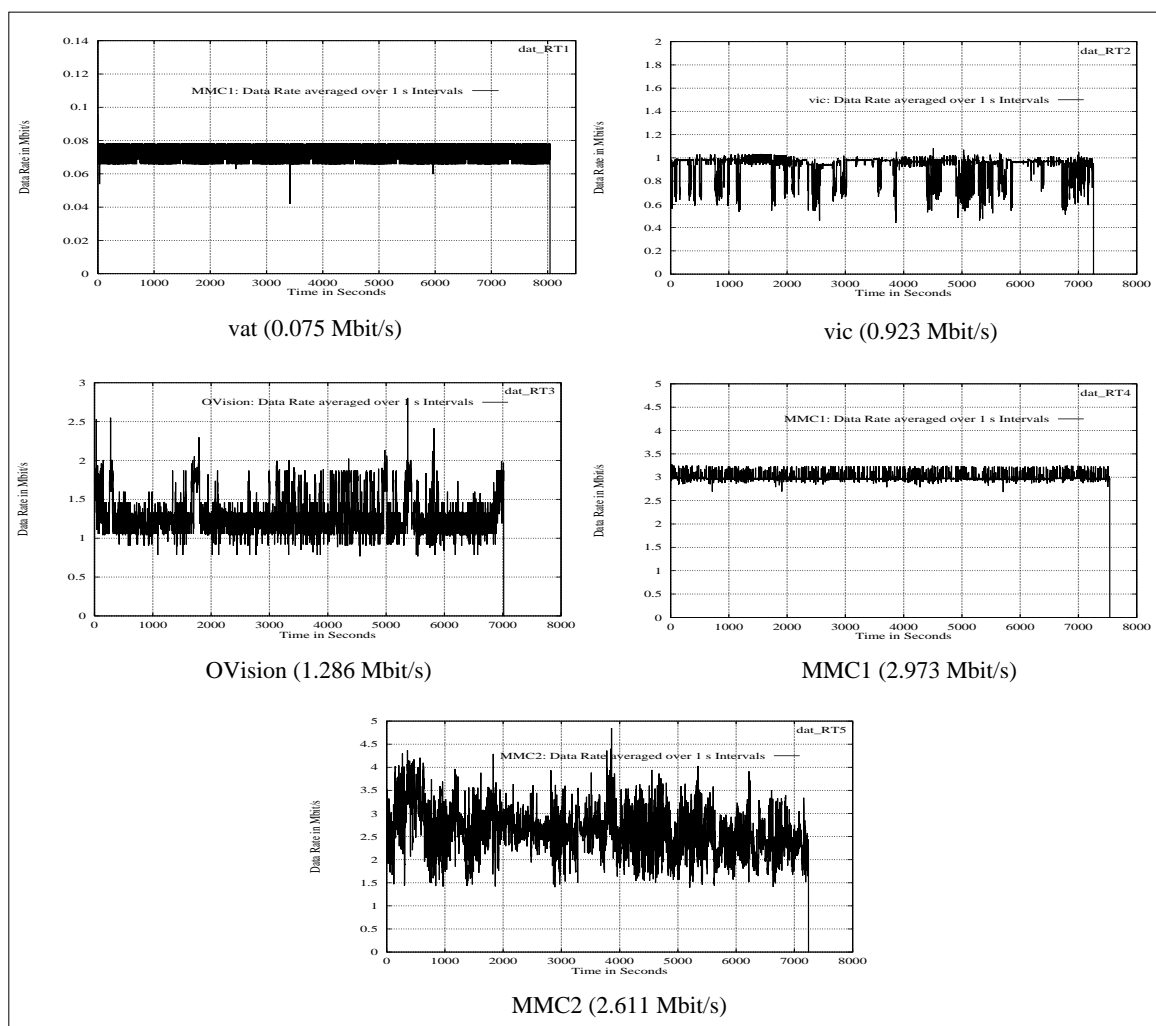 dat_RT1
0.14
0.12
0.1
0.08
0.06
0.04
0.02
0
MMC1: Data Rate averaged over 1 s Intervals
Data Rate in Mbit/s
0 1000 2000 3000 4000 5000 6000 7000 8000
Time in Seconds
vat (0.075 Mbit/s)
dat_RT2
2
1.8
1.6
1.4
1.2
1
0.8
0.6
0.4
0.2
0
vic: Data Rate averaged over 1 s Intervals
Data Rate in Mbit/s
0 1000 2000 3000 4000 5000 6000 7000 8000
Time in Seconds
vic (0.923 Mbit/s)
dat_RT3
3
2.5
2
1.5
1
0.5
0
OVision: Data Rate averaged over 1 s Intervals
Data Rate in Mbit/s
0 1000 2000 3000 4000 5000 6000 7000 8000
Time in Seconds
OVision (1.286 Mbit/s)
dat_RT4
5
4.5
4
3.5
3
2.5
2
1.5
1
0.5
0
MMC1: Data Rate averaged over 1 s Intervals
Data Rate in Mbit/s
0 1000 2000 3000 4000 5000 6000 7000 8000
Time in Seconds
MMC1 (2.973 Mbit/s)
dat_RT5
5
4.5
4
3.5
3
2.5
2
1.5
1
0.5
0
MMC2: Data Rate averaged over 1 s Intervals
Data Rate in Mbit/s
0 1000 2000 3000 4000 5000 6000 7000 8000
Time in Seconds
MMC2 (2.611 Mbit/s)